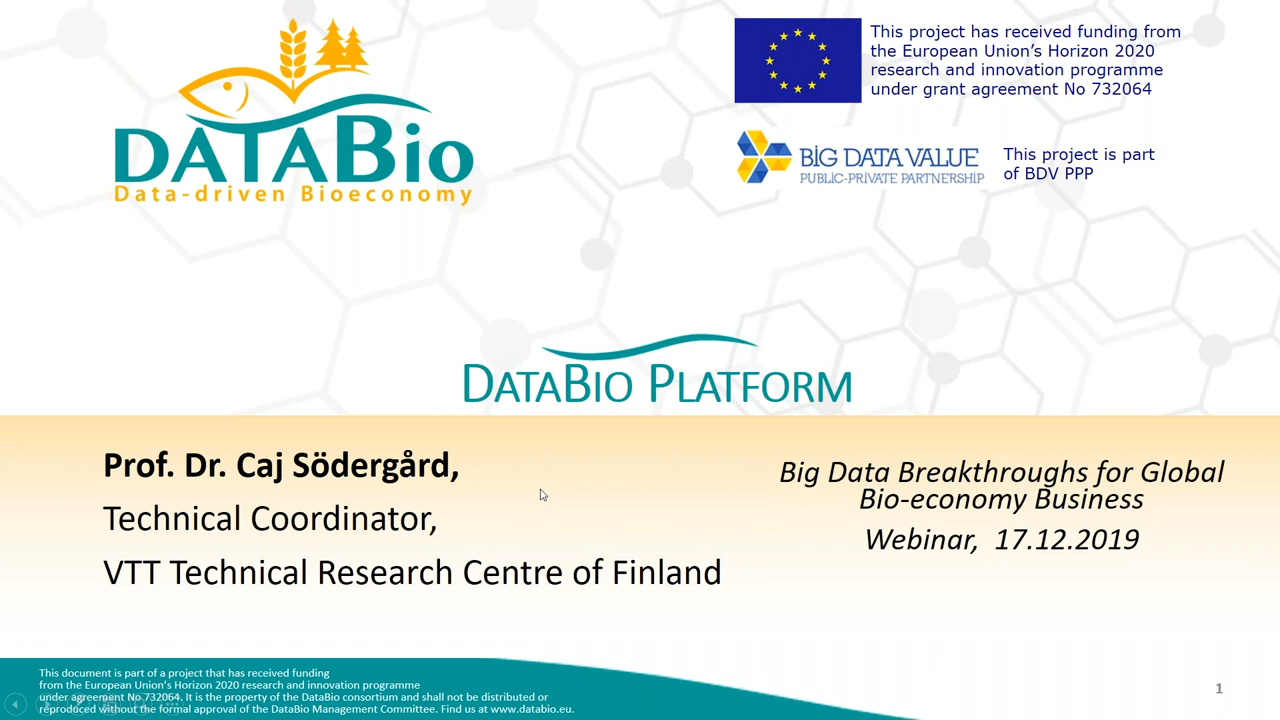 DATABio
Data-driven Bioeconomy
This project has received funding from
the European Union’s Horizon 2020
research and innovation programme
under grant agreement No 732064
BIG DATA VALUE
PUBLIC-PRIVATE PARTNERSHIP
This project is part
of BDV PPP
DATABIO PLATFORM
Prof. Dr. Caj Södergård,
Technical Coordinator,
VTT Technical Research Centre of Finland
Big Data Breakthroughs for Global
Bio-economy Business
Webinar, 17.12.2019
This document is part of a project that has received funding
from the European Union’s Horizon 2020 research and innovation programme
under agreement No 732064. It is the property of the DataBio consortium and shall not be distributed or
reproduced without the formal approval of the DataBio Management Committee. Find us at www.databio.eu.
1